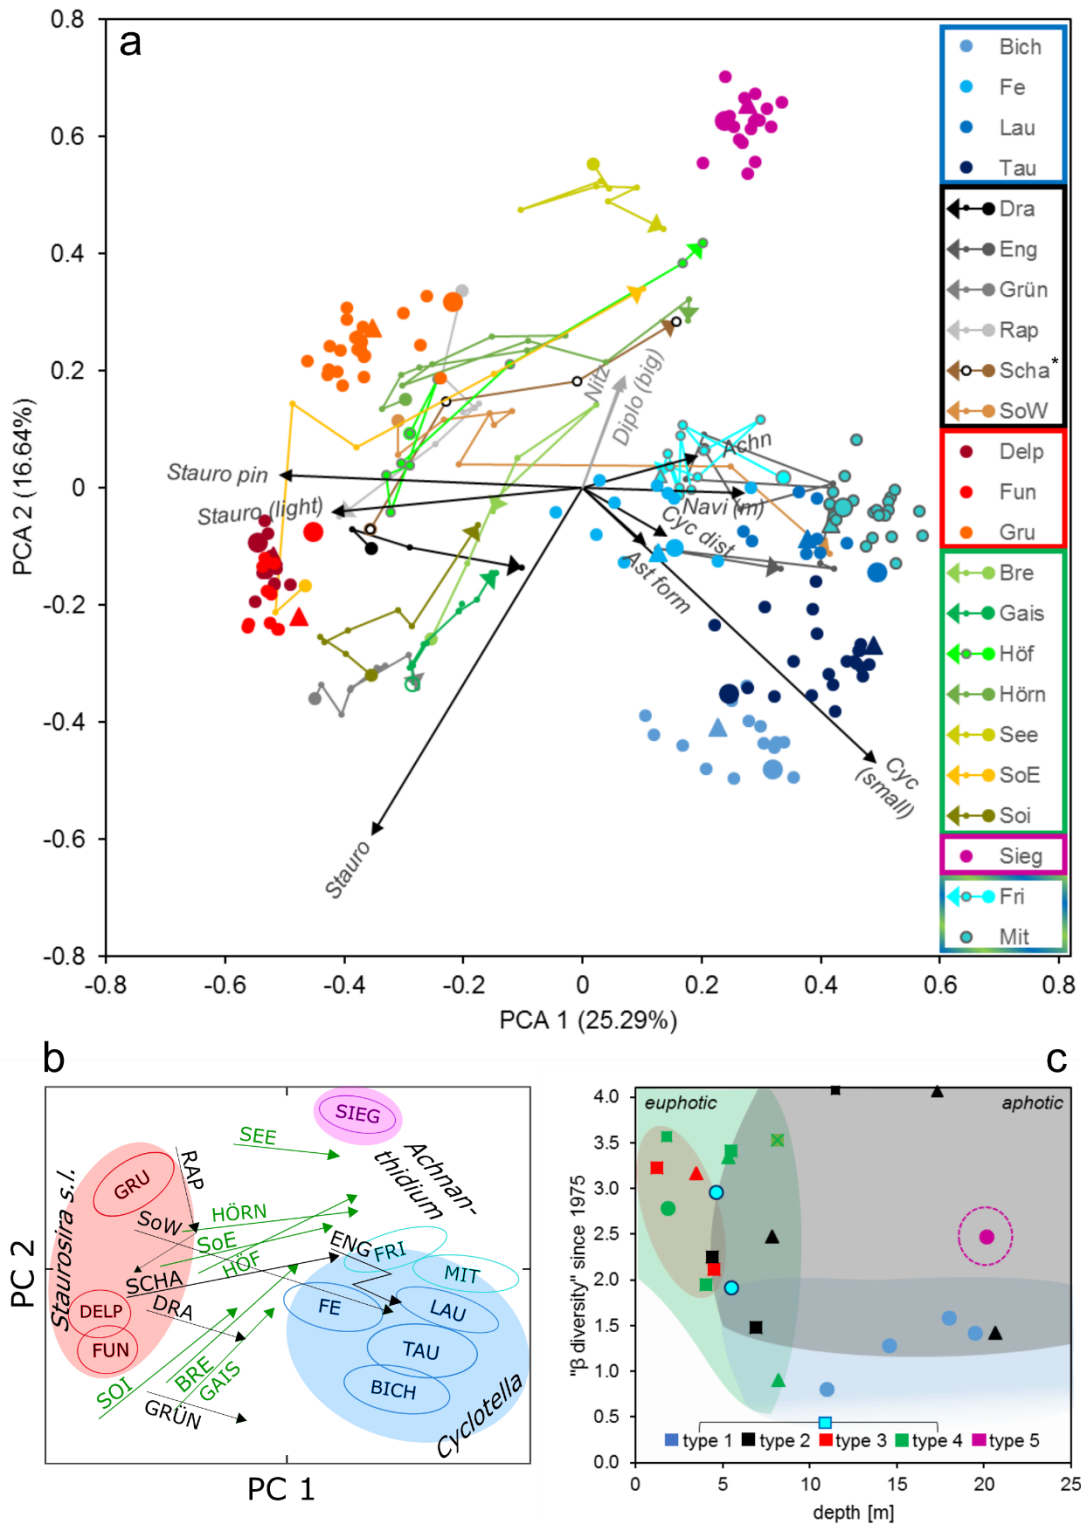 a
0.8
0.6
0.4
0.2
0
-0.2
-0.4
-0.6
-0.8
PCA 2 (16.64%)
-0.8
-0.6
-0.4
-0.2
0
0.2
0.4
0.6
0.8
PCA 1 (25.29%)
Stauro pin
Stauro (light)
Stauro
Nitz
Diplo (big)
Achn
Navi (m)
Cyc dist
Ast form
Cyc
(small)
Bich
Fe
Lau
Tau
Dra
Eng
Grün
Rap
Scha*
SoW
Delp
Fun
Gru
Bre
Gais
Höf
Hörn
See
SoE
Soi
Sieg
Fri
Mit
b
PC 2
PC 1
Staurosira s.l.
Achnan-
thidium
Cyclotella
SIEG
SEE
GRU
RAP
HÖRN
SoW
SoE
HÖF
ENG
FRI
MIT
SCHA
DELP
DRA
FE
LAU
FUN
TAU
SOI
BRE
GAIS
BICH
GRÜN
c
euphotic
aphotic
4.0
3.5
3.0
2.5
2.0
1.5
1.0
0.5
0.0
"β diversity" since 1975
type 1
type 2
type 3
type 4
type 5
0
5
10
15
20
25
depth [m]